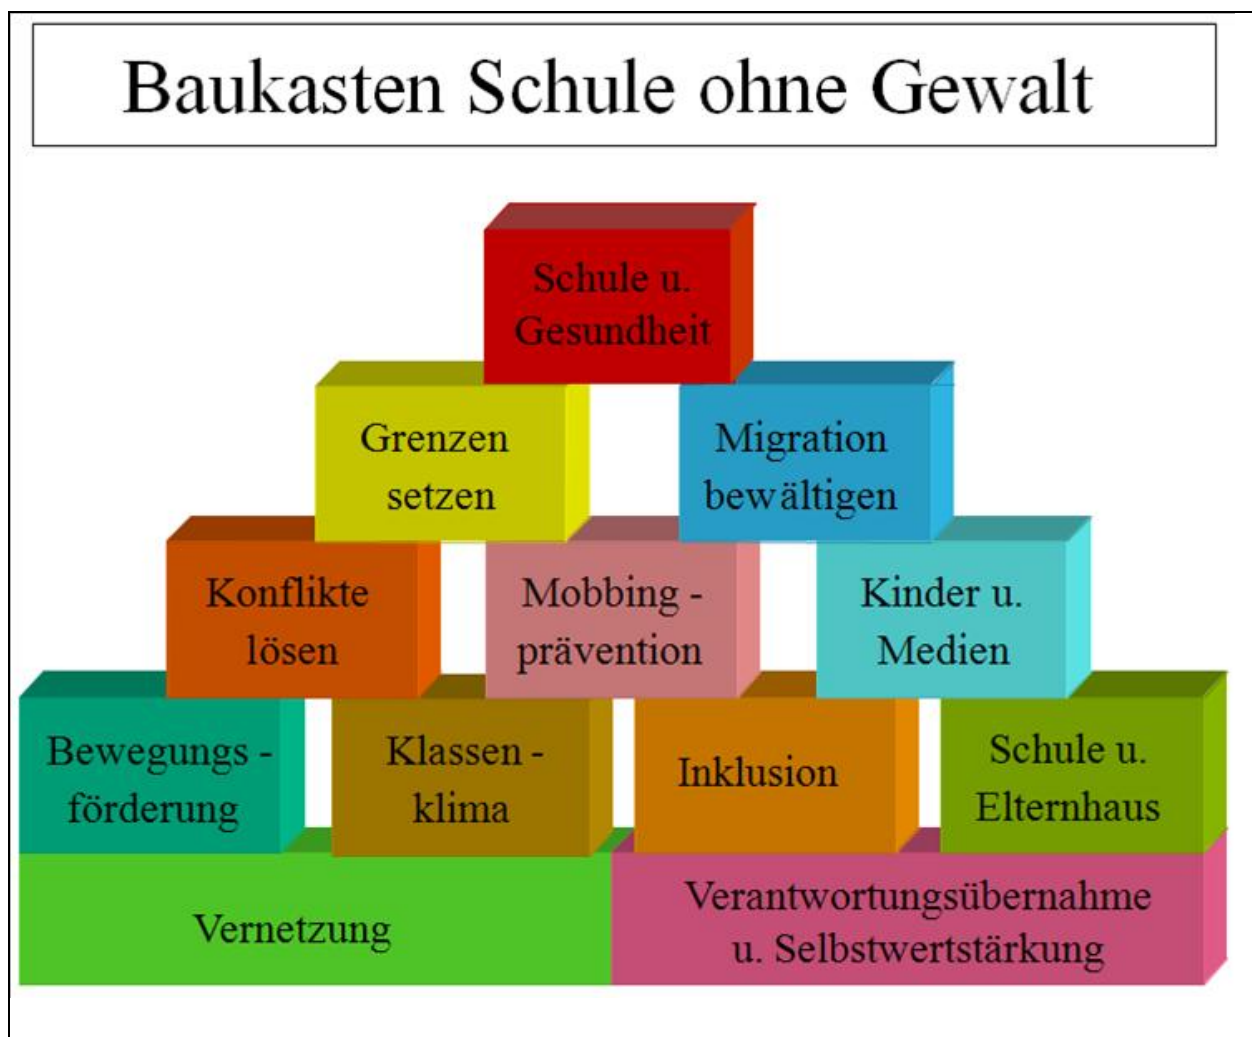 Baukasten Schule ohne Gewalt
Schule u.
Gesundheit
Grenzen
setzen
Migration
bewältigen
Konflikte
lösen
Mobbing -
prävention
Kinder u.
Medien
Bewegungs -
förderung
Klassen -
klima
Inklusion
Schule u.
Elternhaus
Vernetzung
Verantwortungsübernahme
u. Selbstwertstärkung